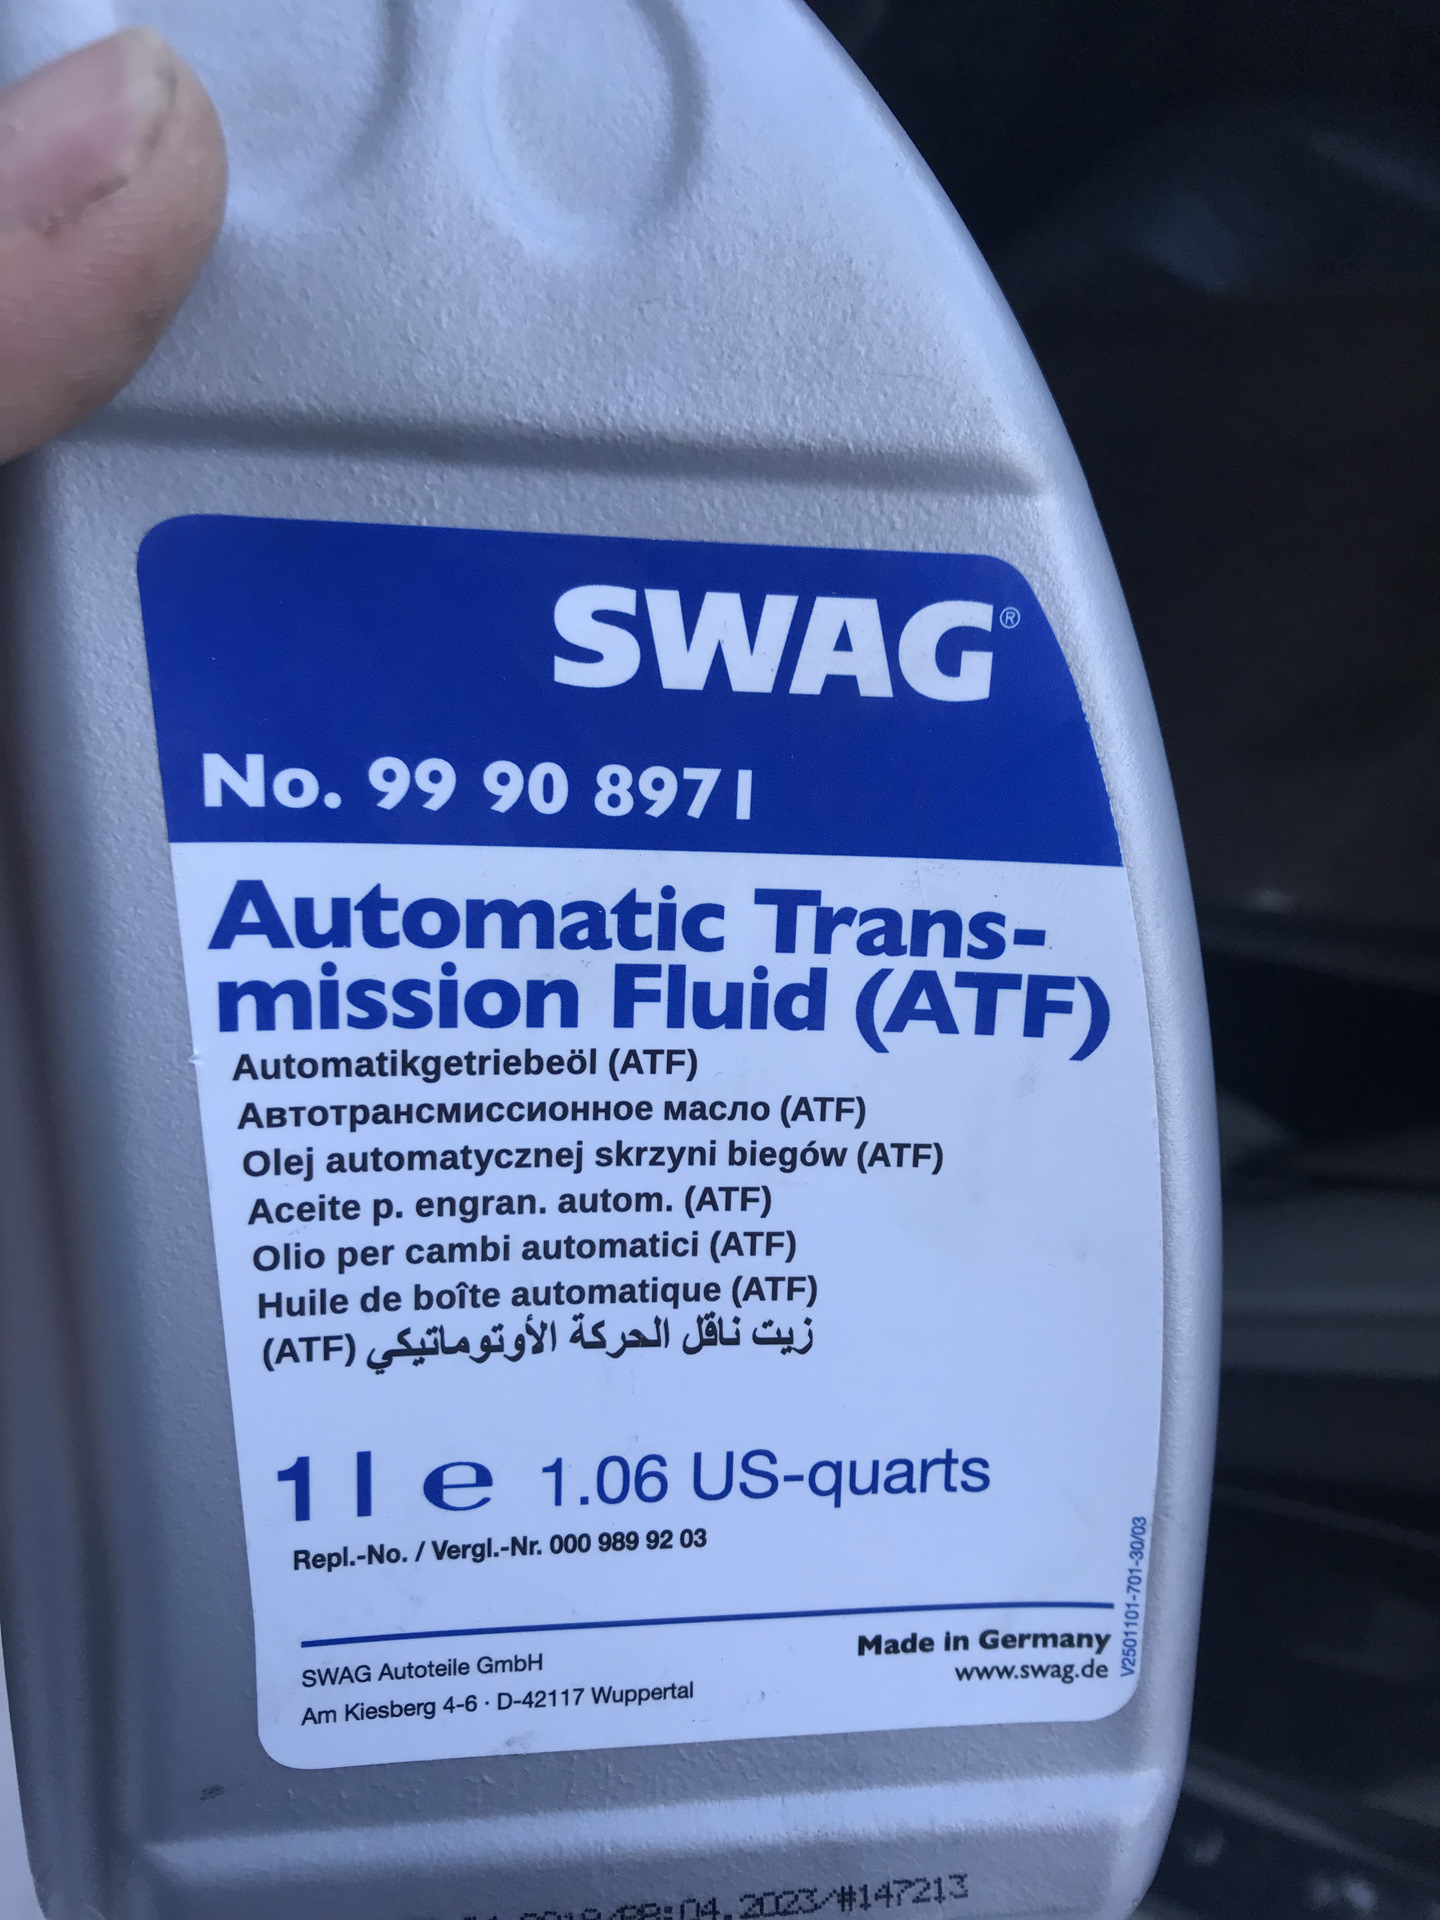 SWAG®
No. 99 90 8971
Automatic Trans-
mission Fluid (ATF)
Automatikgetriebeöl (ATF)
Автотрансмиссионное масло (ATF)
Olej automatycznej skrzyni biegów (ATF)
Aceite p. engran. autom. (ATF)
Olio per cambi automatici (ATF)
Huile de boîte automatique (ATF)
زيت ناقل الحركة الأوتوماتيكي (ATF)
1 l e 1.06 US-quarts
Repl.-No. / Vergl.-Nr. 000 989 92 03
V2501101-701-30/03
Made in Germany
www.swag.de
SWAG Autoteile GmbH
Am Kiesberg 4-6 · D-42117 Wuppertal
04.2023/#147213